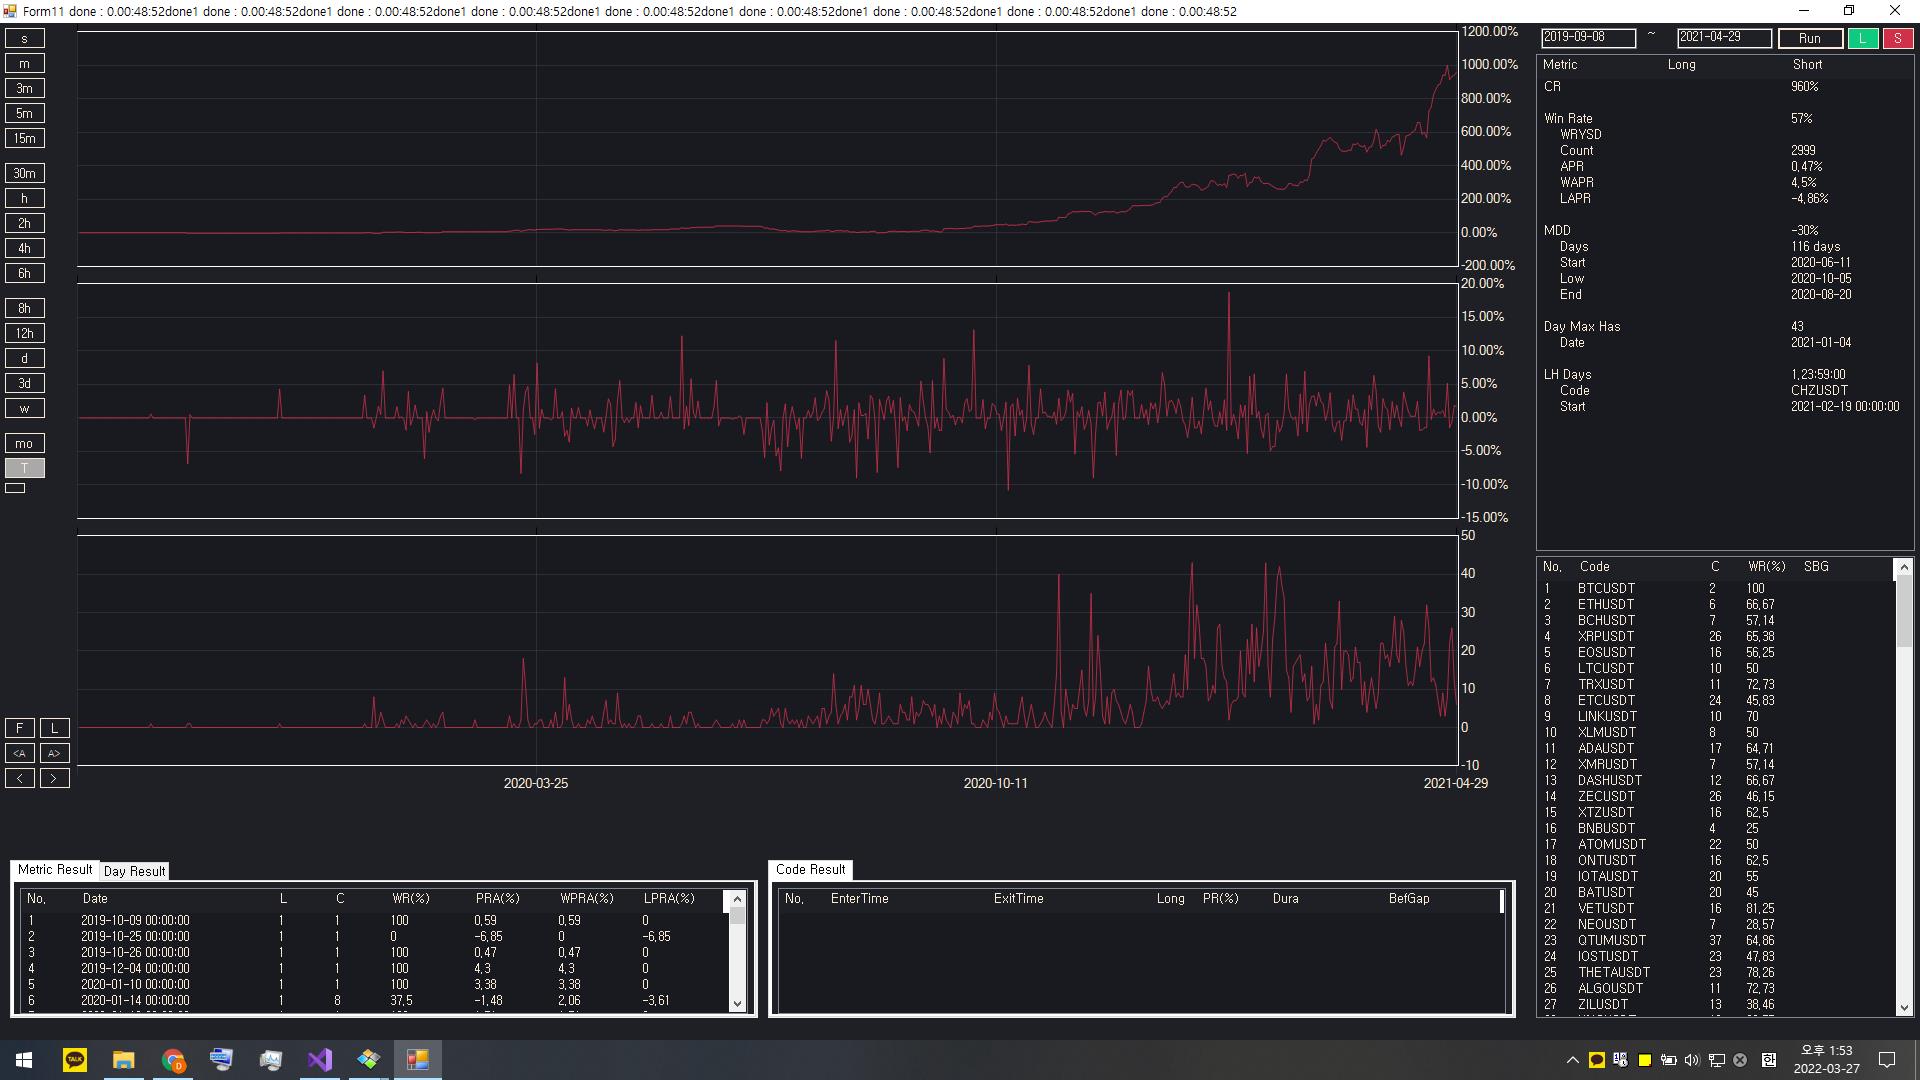 Form11 done : 0.00:48:52done1 done : 0.00:48:52done1 done : 0.00:48:52done1 done : 0.00:48:52done1 done : 0.00:48:52done1 done : 0.00:48:52done1 done : 0.00:48:52done1 done : 0.00:48:52
s
m
3m
5m
15m
30m
h
2h
4h
6h
8h
12h
d
3d
w
mo
T
F L
<A A>
< >
1200.00%
1000.00%
800.00%
600.00%
400.00%
200.00%
0.00%
-200.00%
20.00%
15.00%
10.00%
5.00%
0.00%
-5.00%
-10.00%
-15.00%
50
40
30
20
10
0
-10
2020-03-25 2020-10-11 2021-04-29
2019-09-08 ~ 2021-04-29 Run L S
Metric Long Short
CR 960%
Win Rate 57%
WRYSD
Count 2999
APR 0.47%
WAPR 4.5%
LAPR -4.86%
MDD -30%
Days 116 days
Start 2020-06-11
Low 2020-10-05
End 2020-08-20
Day Max Has 43
Date 2021-01-04
LH Days 1.23:59:00
Code CHZUSDT
Start 2021-02-19 00:00:00
No. Code C WR(%) SBG
1 BTCUSDT 2 100
2 ETHUSDT 6 66.67
3 BCHUSDT 7 57.14
4 XRPUSDT 26 65.38
5 EOSUSDT 16 56.25
6 LTCUSDT 10 50
7 TRXUSDT 11 72.73
8 ETCUSDT 24 45.83
9 LINKUSDT 10 70
10 XLMUSDT 8 50
11 ADAUSDT 17 64.71
12 XMRUSDT 7 57.14
13 DASHUSDT 12 66.67
14 ZECUSDT 26 46.15
15 XTZUSDT 16 62.5
16 BNBUSDT 4 25
17 ATOMUSDT 22 50
18 ONTUSDT 16 62.5
19 IOTAUSDT 20 55
20 BATUSDT 20 45
21 VETUSDT 16 81.25
22 NEOUSDT 7 28.57
23 QTUMUSDT 37 64.86
24 IOSTUSDT 23 47.83
25 THETAUSDT 23 78.26
26 ALGOUSDT 11 72.73
27 ZILUSDT 13 38.46
Metric Result Day Result
No. Date L C WR(%) PRA(%) WPRA(%) LPRA(%)
1 2019-10-09 00:00:00 1 1 100 0.59 0.59 0
2 2019-10-25 00:00:00 1 1 0 -6.85 0 -6.85
3 2019-10-26 00:00:00 1 1 100 0.47 0.47 0
4 2019-12-04 00:00:00 1 1 100 4.3 4.3 0
5 2020-01-10 00:00:00 1 1 100 3.38 3.38 0
6 2020-01-14 00:00:00 1 8 37.5 -1.48 2.06 -3.61
Code Result
No. EnterTime ExitTime Long PR(%) Dura BefGap
TALK
D
한
오후 1:53
2022-03-27